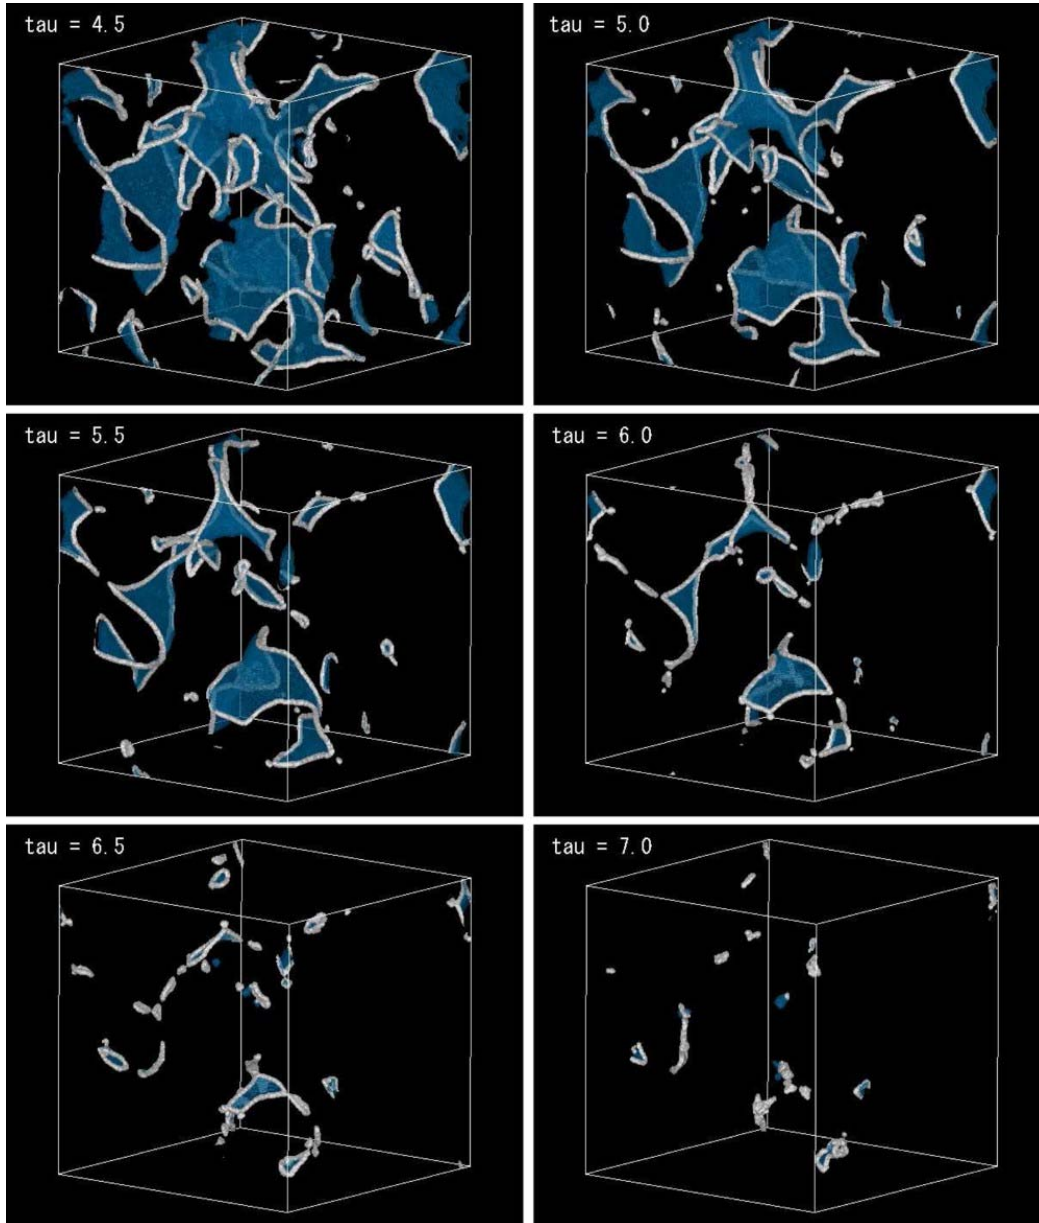 tau = 4.5
tau = 5.0
tau = 5.5
tau = 6.0
tau = 6.5
tau = 7.0